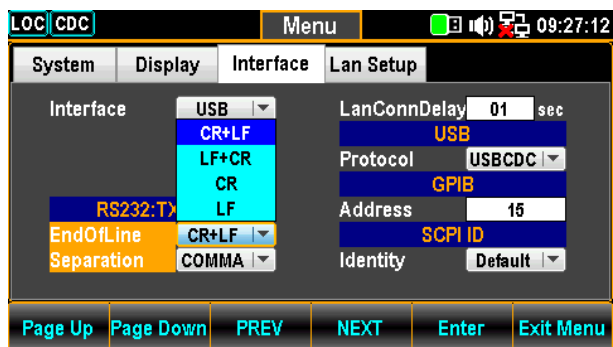 LOC CDC Menu 09:27:12
System Display Interface Lan Setup
Interface USB LanConnDelay 01 sec
CR+LF USB
LF+CR Protocol USBCDC
CR GPIB
RS232:TX LF Address 15
EndOfLine CR+LF SCPI ID
Separation COMMA Identity Default
Page Up Page Down PREV NEXT Enter Exit Menu